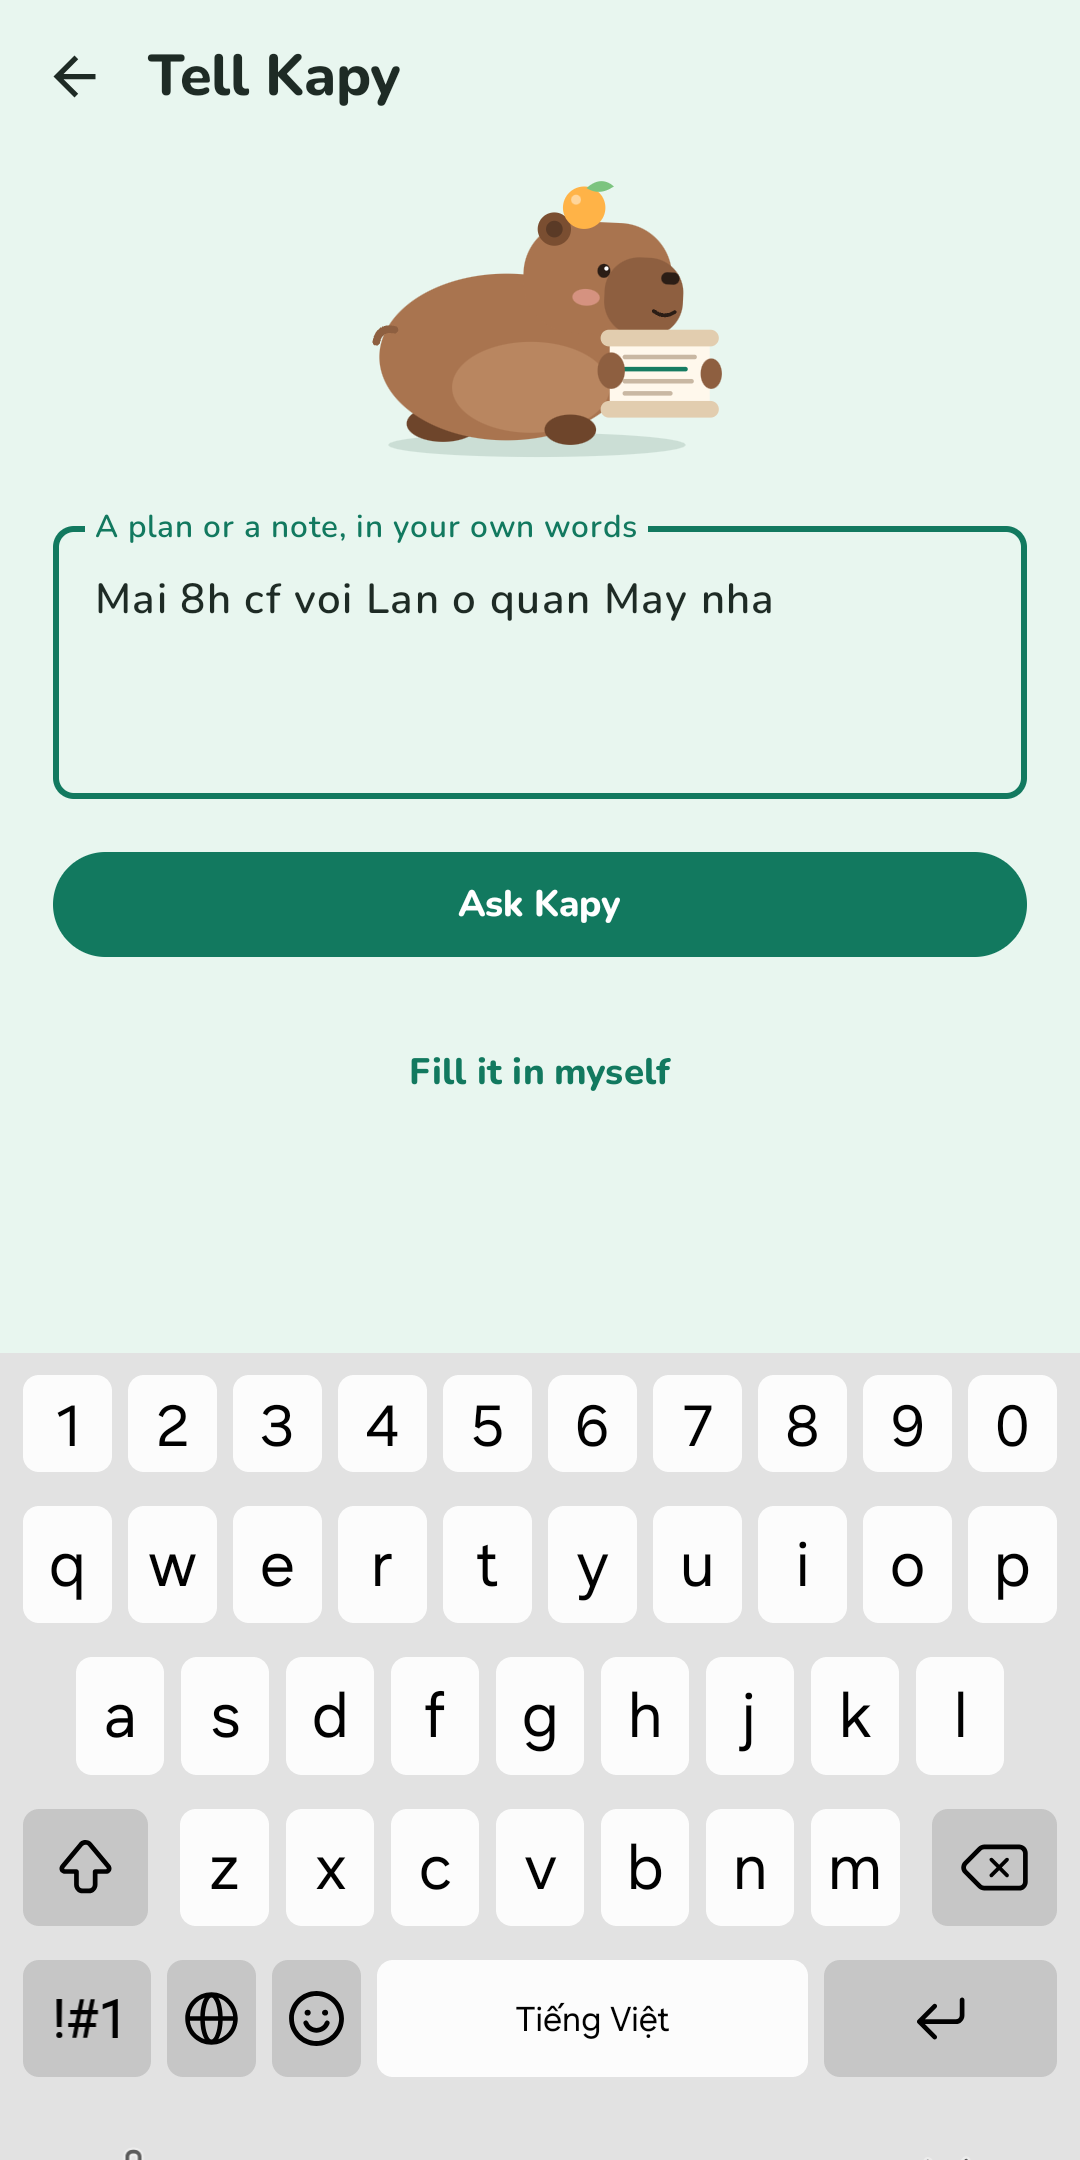 Tell Kapy
A plan or a note, in your own words
Mai 8h cf voi Lan o quan May nha
Ask Kapy
Fill it in myself
1 2 3 4 5 6 7 8 9 0
q w e r t y u i o p
a s d f g h j k l
z x c v b n m
!#1 Tiếng Việt